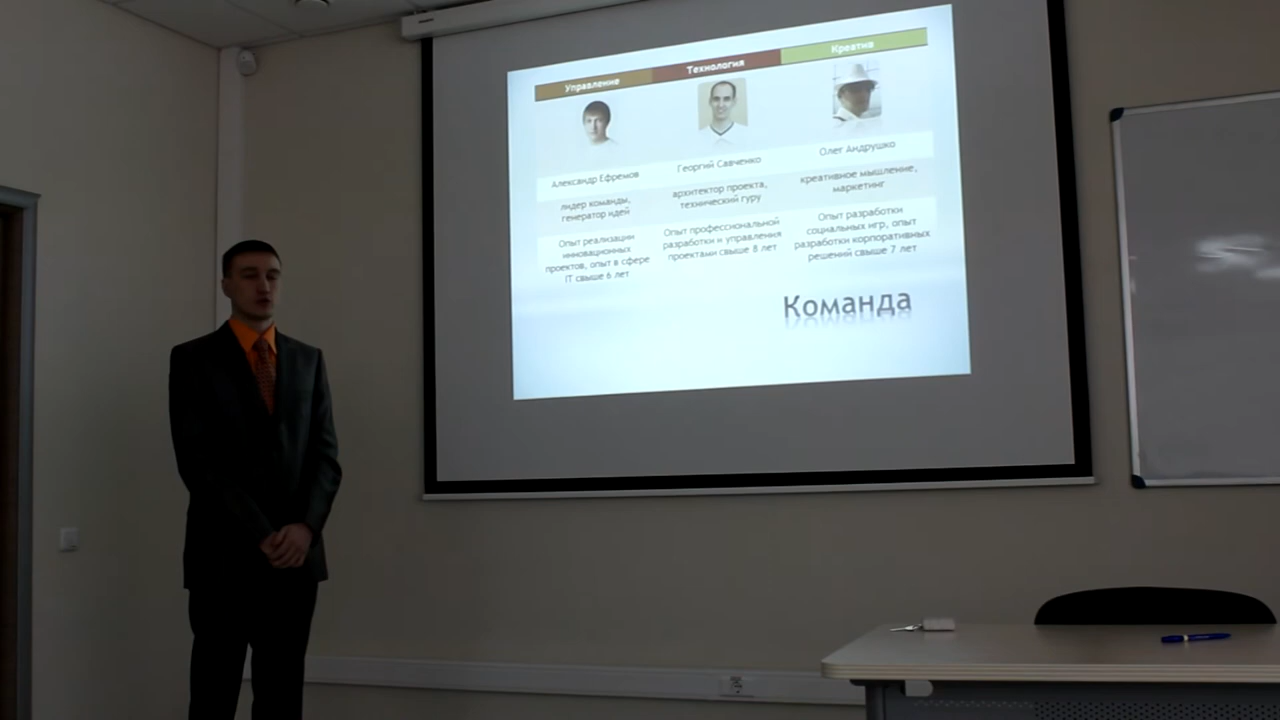 Управление Технология Креатив
Александр Ефремов Георгий Савченко Олег Андрушко
лидер команды,
генератор идей
архитектор проекта,
технический гуру
креативное мышление,
маркетинг
Опыт реализации
инновационных
проектов, опыт в сфере
IT свыше 6 лет
Опыт профессиональной
разработки и управления
проектами свыше 8 лет
Опыт разработки
социальных игр, опыт
разработки корпоративных
решений свыше 7 лет
Команда